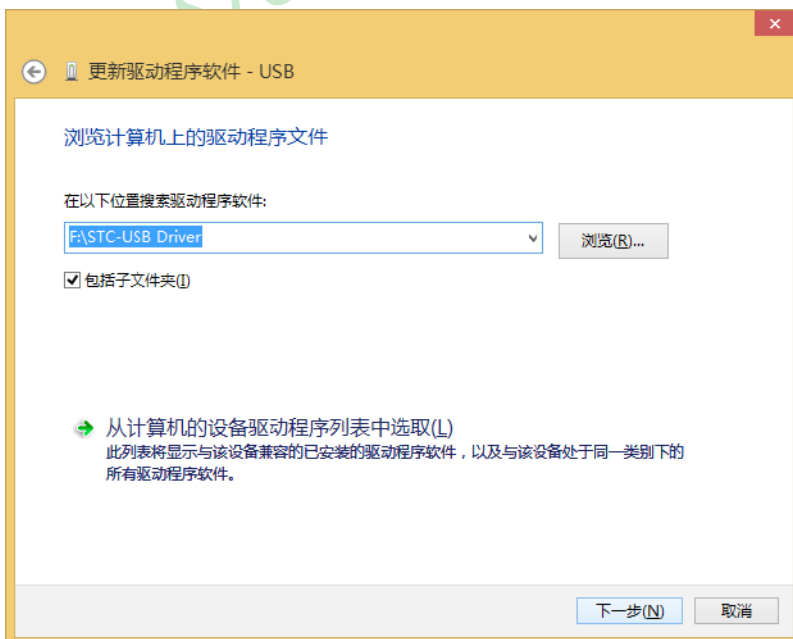 更新驱动程序软件 - USB
浏览计算机上的驱动程序文件
在以下位置搜索驱动程序软件:
F:\STC-USB Driver
浏览(R)...
包括子文件夹(I)
从计算机的设备驱动程序列表中选取(L)
此列表将显示与该设备兼容的已安装的驱动程序软件，以及与该设备处于同一类别下的
所有驱动程序软件。
下一步(N)
取消